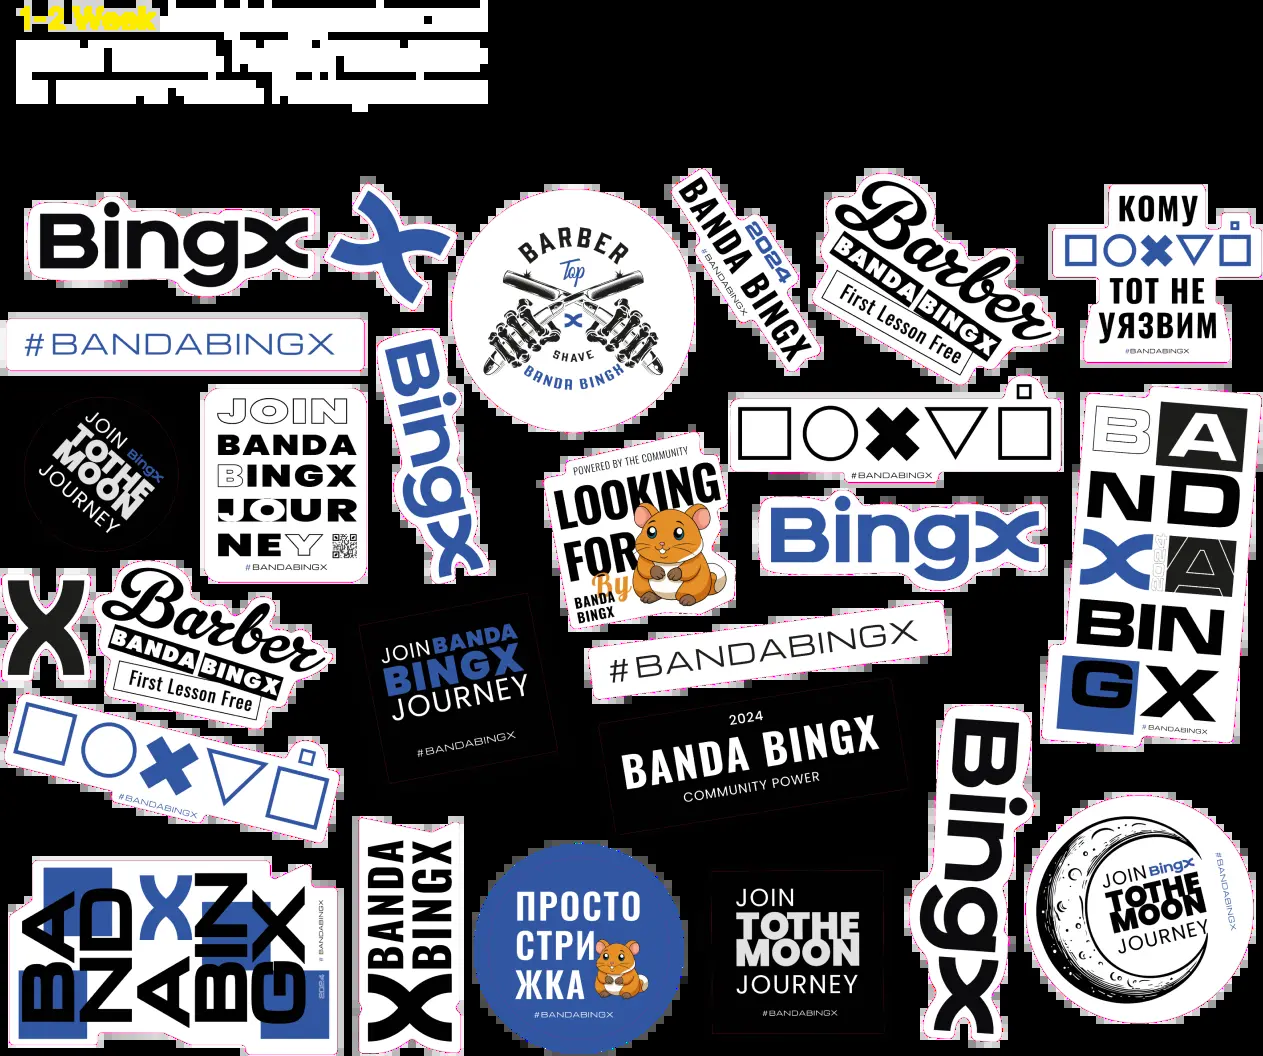 1-2 Week
Bingx
BARBER
Top
SHAVE
BANDA BINGX
BANDA BINGX
2024
#BANDABINGX
Barber
BANDA BINGX
First Lesson Free
КОМУ
ТОТ НЕ
УЯЗВИМ
#BANDABINGX
#BANDABINGX
Bingx
JOIN
Bingx
TOTHE
MOON
JOURNEY
JOIN
BANDA
BINGX
JOUR
NEY
#BANDABINGX
POWERED BY THE COMMUNITY
LOOKING
FOR
By
BANDA
BINGX
#BANDABINGX
Bingx
BA
ND
XA
2024
BIN
GX
#BANDABINGX
X
Barber
BANDA BINGX
First Lesson Free
JOIN BANDA
BINGX
JOURNEY
#BANDABINGX
#BANDABINGX
2024
BANDA BINGX
COMMUNITY POWER
#BANDABINGX
Bingx
BA
ND
XA
BIN
GX
#BANDABINGX
2024
BANDA
BINGX
X
ПРОСТО
СТРИ
ЖКА
#BANDABINGX
JOIN
TOTHE
MOON
JOURNEY
#BANDABINGX
JOIN Bingx
TOTHE
MOON
JOURNEY
#BANDABINGX